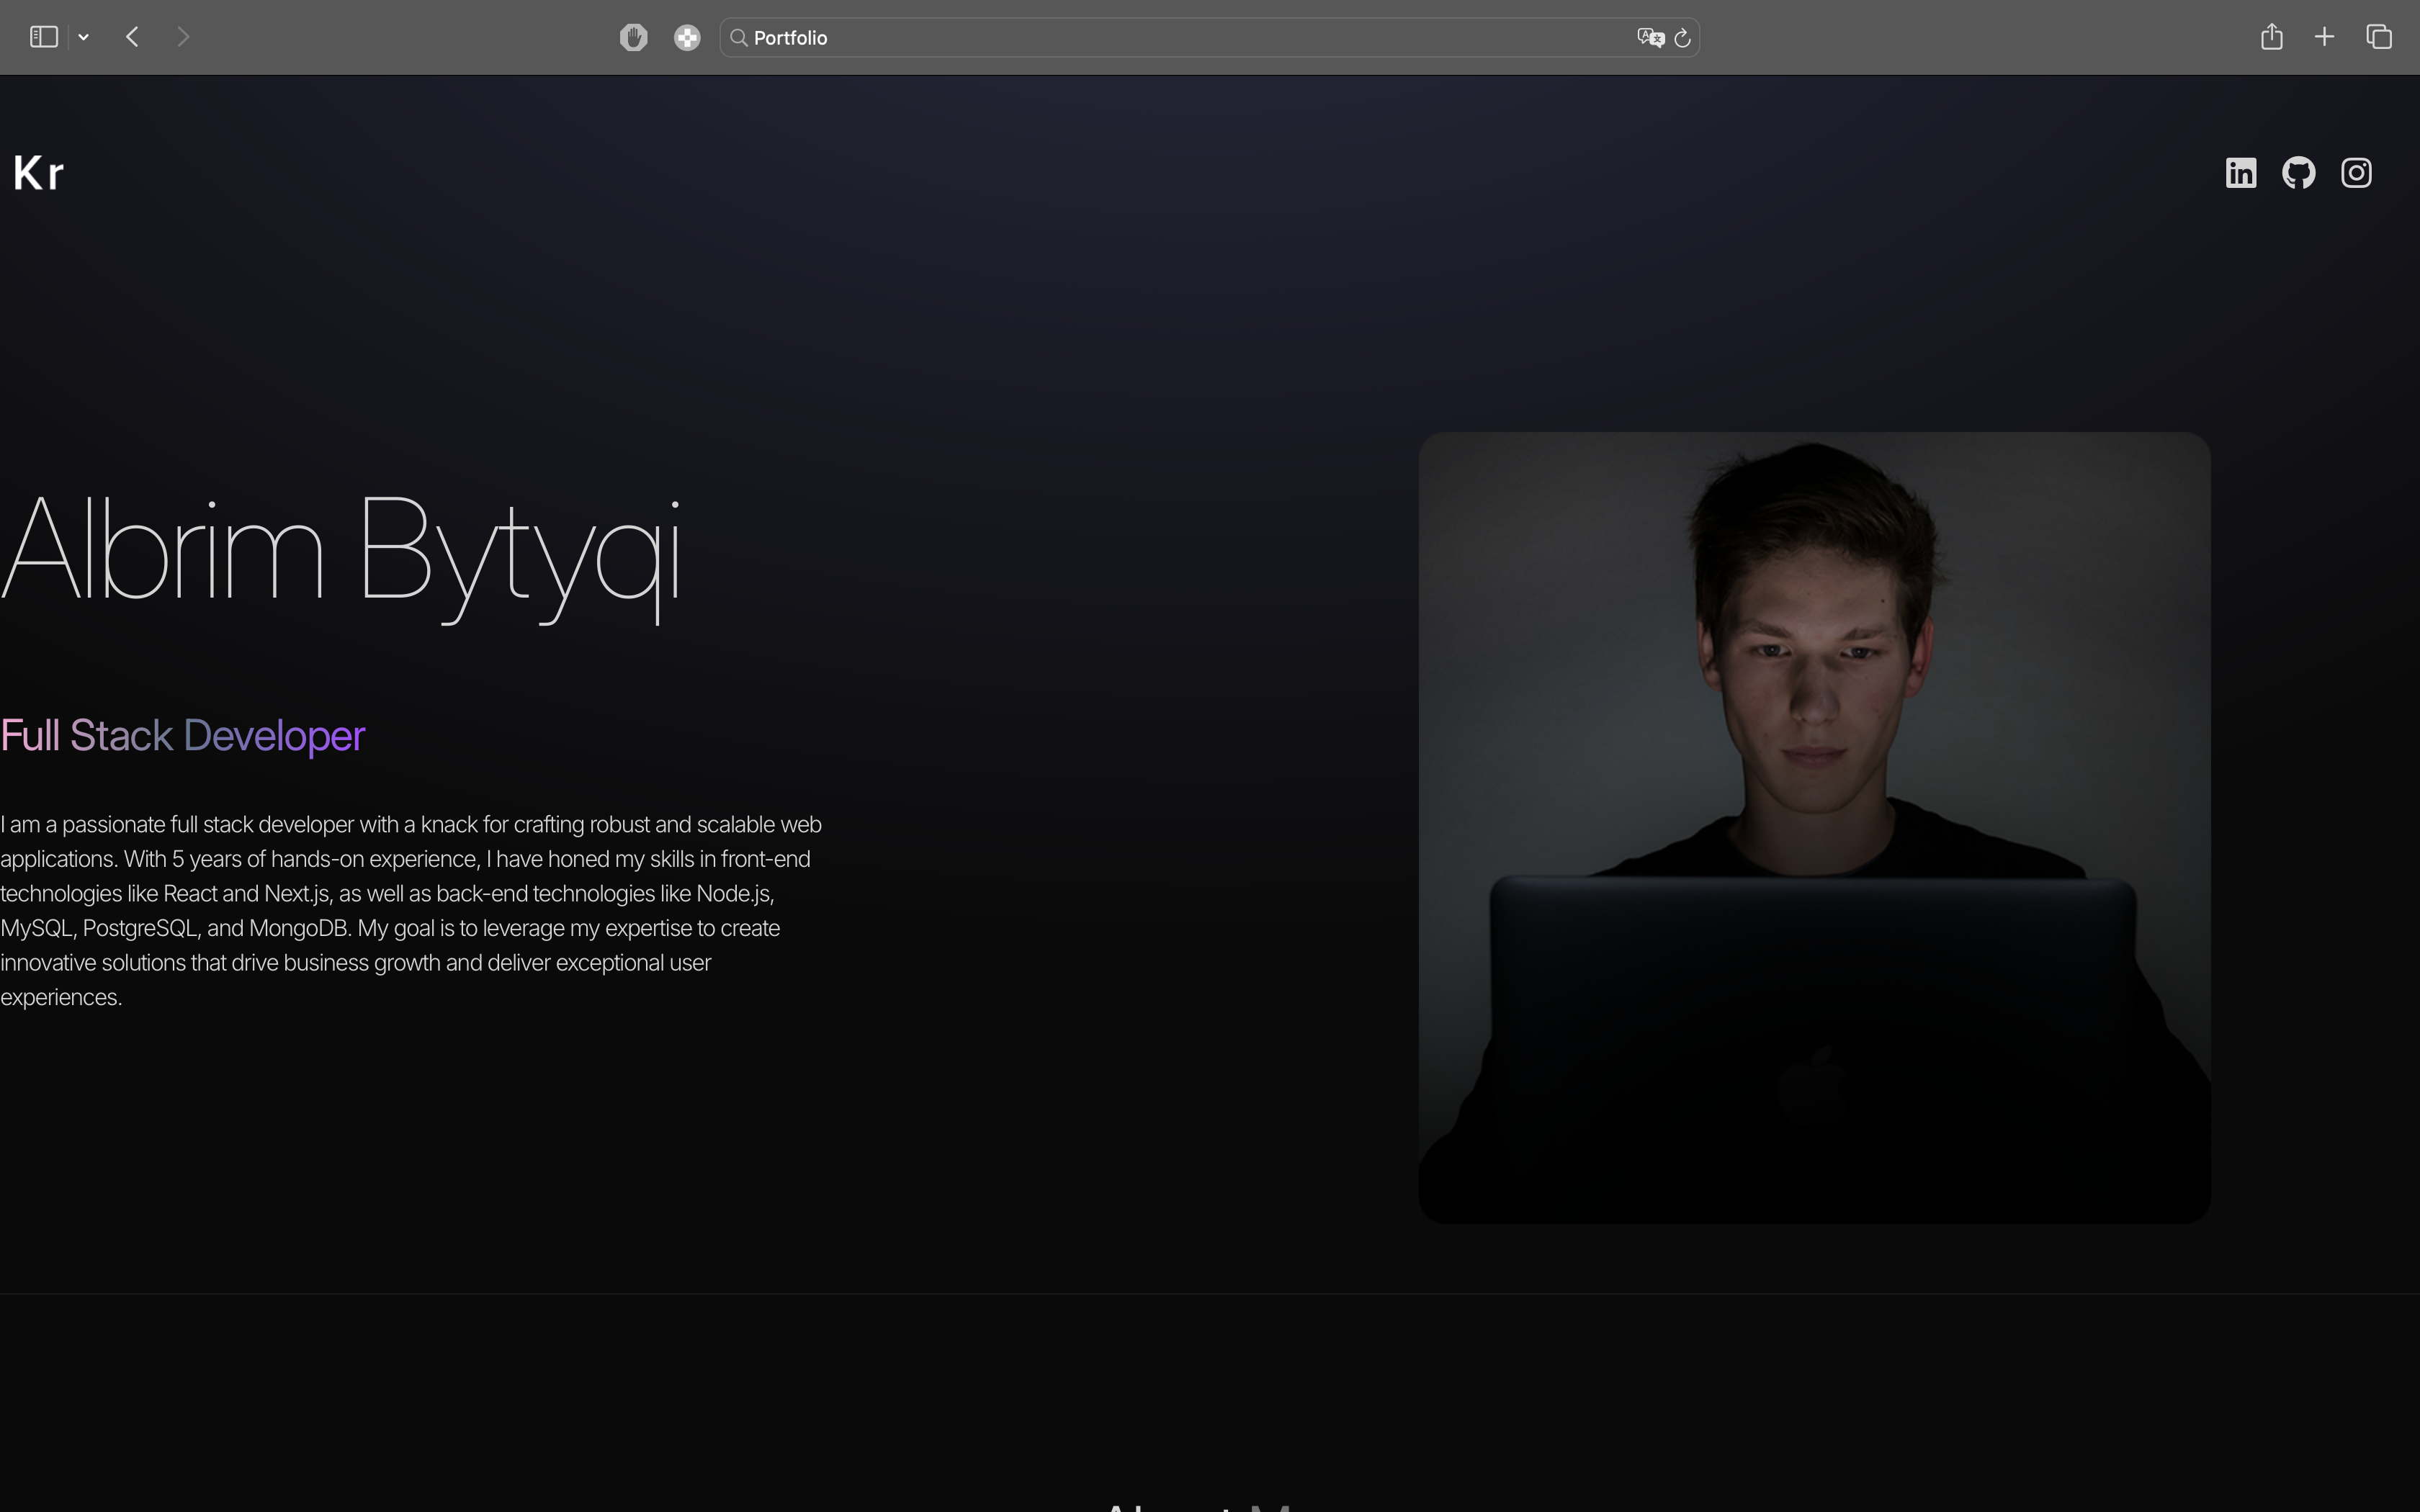 Portfolio
Kr
Albrim Bytyqi
Full Stack Developer
I am a passionate full stack developer with a knack for crafting robust and scalable web
applications. With 5 years of hands-on experience, I have honed my skills in front-end
technologies like React and Next.js, as well as back-end technologies like Node.js,
MySQL, PostgreSQL, and MongoDB. My goal is to leverage my expertise to create
innovative solutions that drive business growth and deliver exceptional user
experiences.